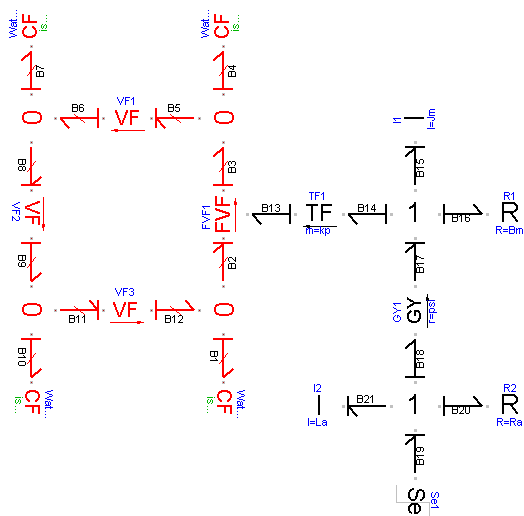 CF
Wat...
is...
CF
Wat...
is...
B7
B4
VF1
B6
VF
B5
0
0
I1
I
I=Jm
B15
B8
B3
VF2
VF
FVF1
FVF
B13
TF1
TF
m=kp
B14
1
B16
R1
R
R=Bm
B9
B2
B17
GY1
GY
r=psi
VF3
0
B11
VF
B12
0
B18
B10
B1
CF
Wat...
is...
CF
Wat...
is...
I2
I
I=La
B21
1
B20
R2
R
R=Ra
B19
Se
Se1